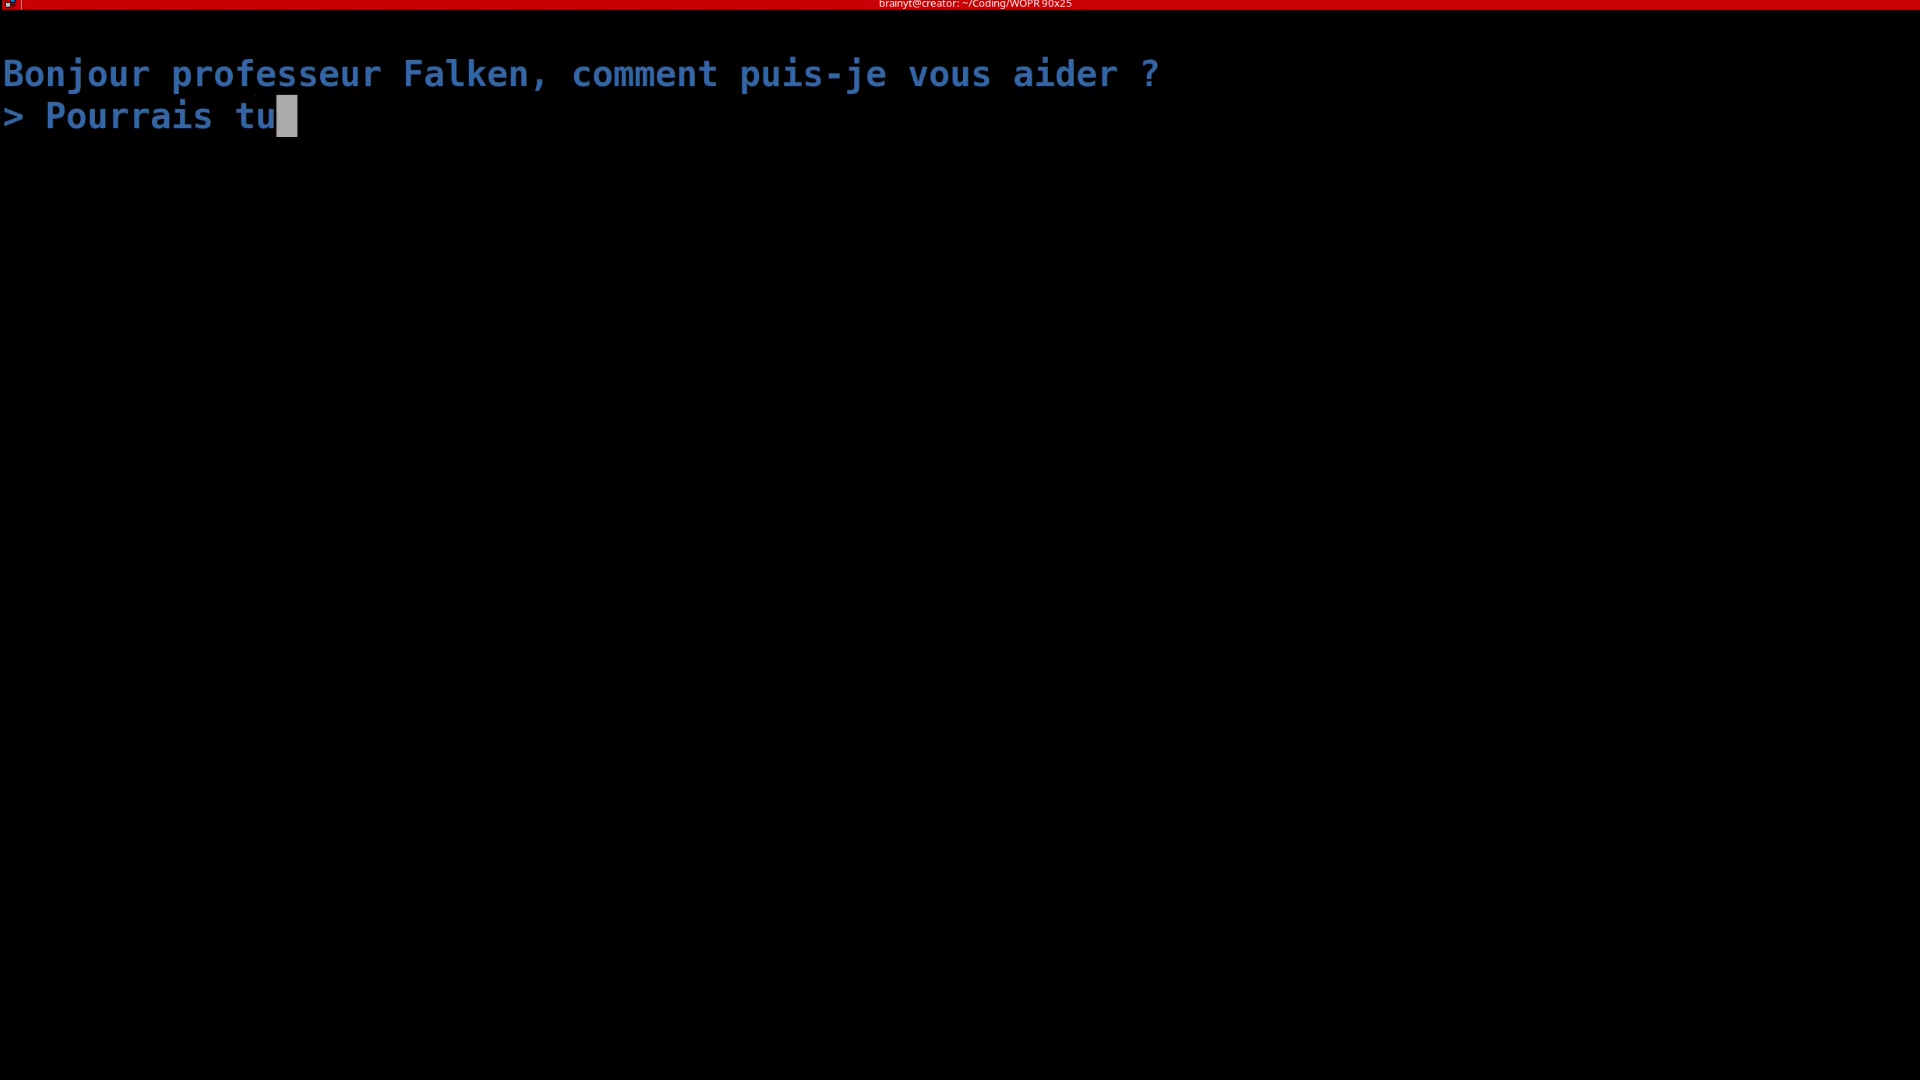 brainyt@creator: ~/Coding/WOPR 90x25
Bonjour professeur Falken, comment puis-je vous aider ?
> Pourrais tu